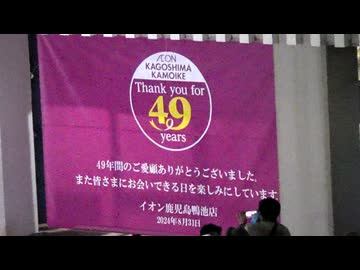 ÆON
KAGOSHIMA
KAMOIKE
Thank you for
49
years
49年間のご愛顧ありがとうございました。
また皆さまにお会いできる日を楽しみにしています
イオン鹿児島鴨池店
2024年8月31日